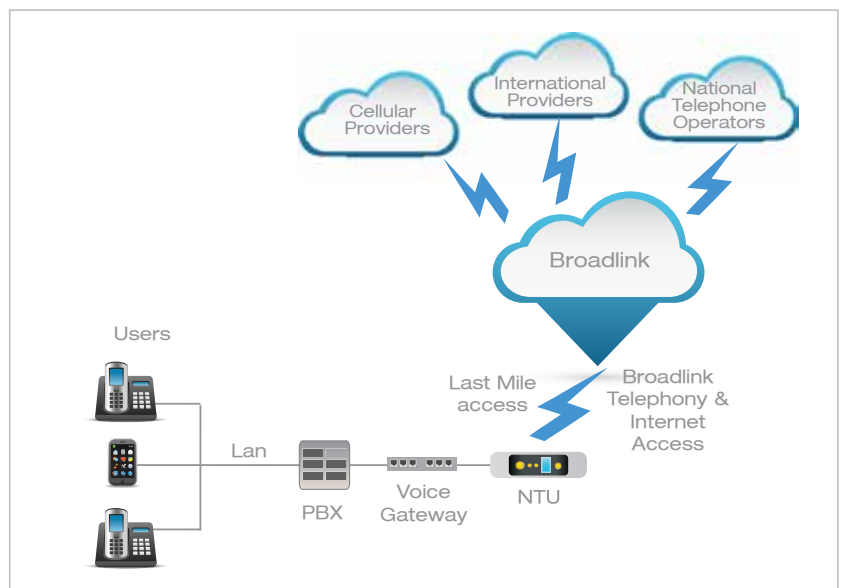 Cellular
Providers
International
Providers
National
Telephone
Operators
Broadlink
Users
Last Mile
access
Broadlink
Telephony &
Internet
Access
Lan
PBX
Voice
Gateway
NTU